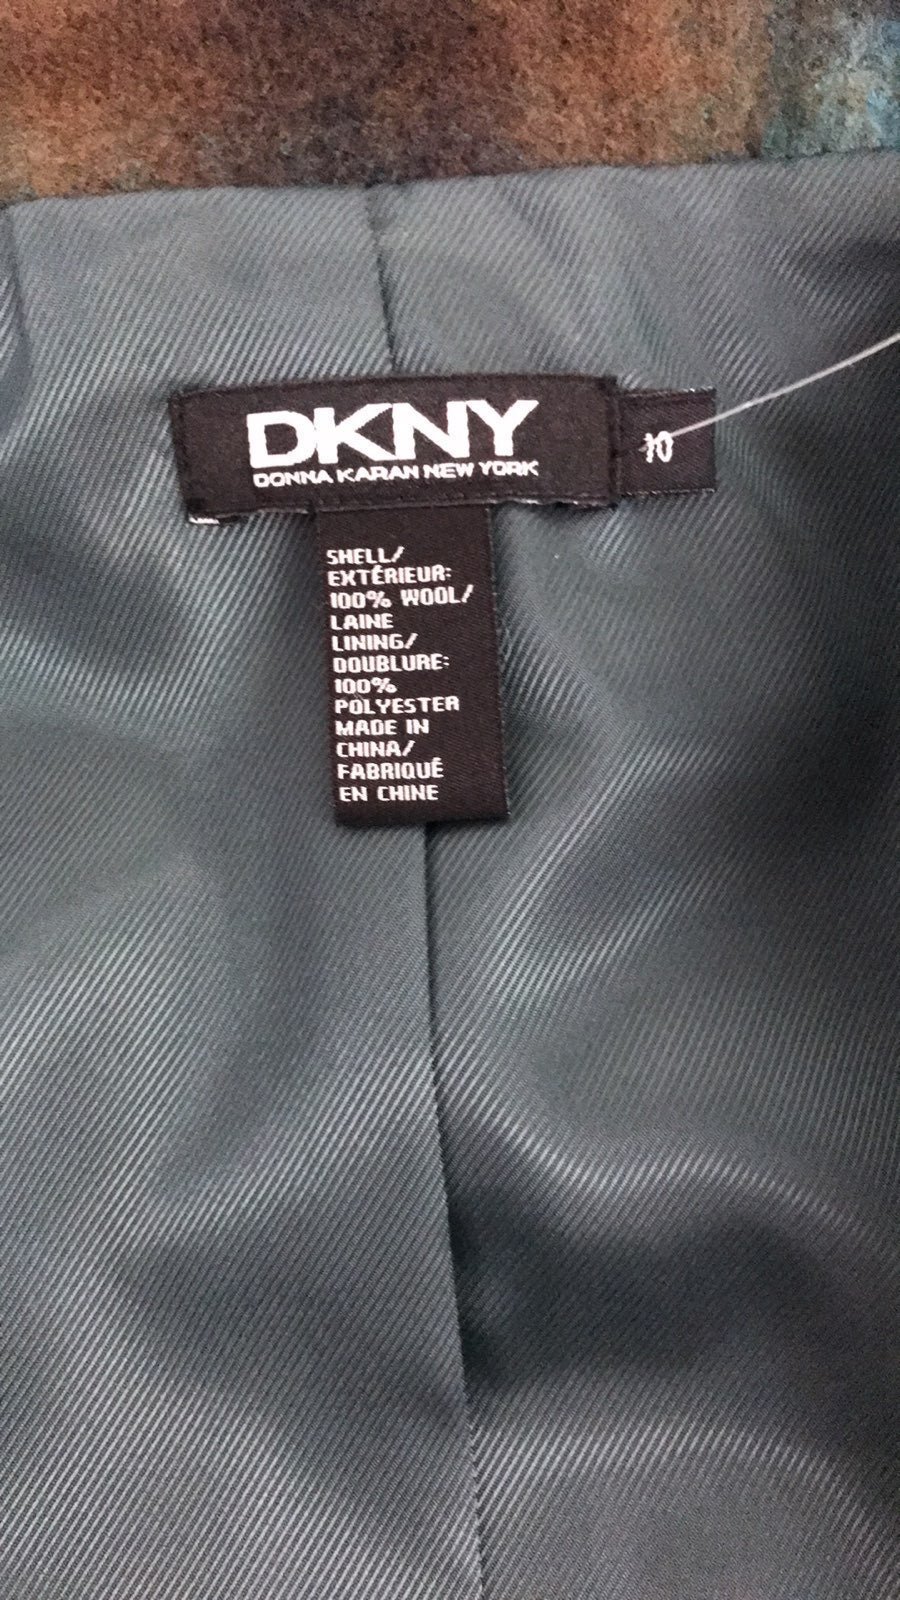 DKNY
DONNA KARAN NEW YORK
10
SHELL/
EXTÉRIEUR:
100% WOOL/
LAINE
LINING/
DOUBLURE:
100%
POLYESTER
MADE IN
CHINA/
FABRIQUÉ
EN CHINE